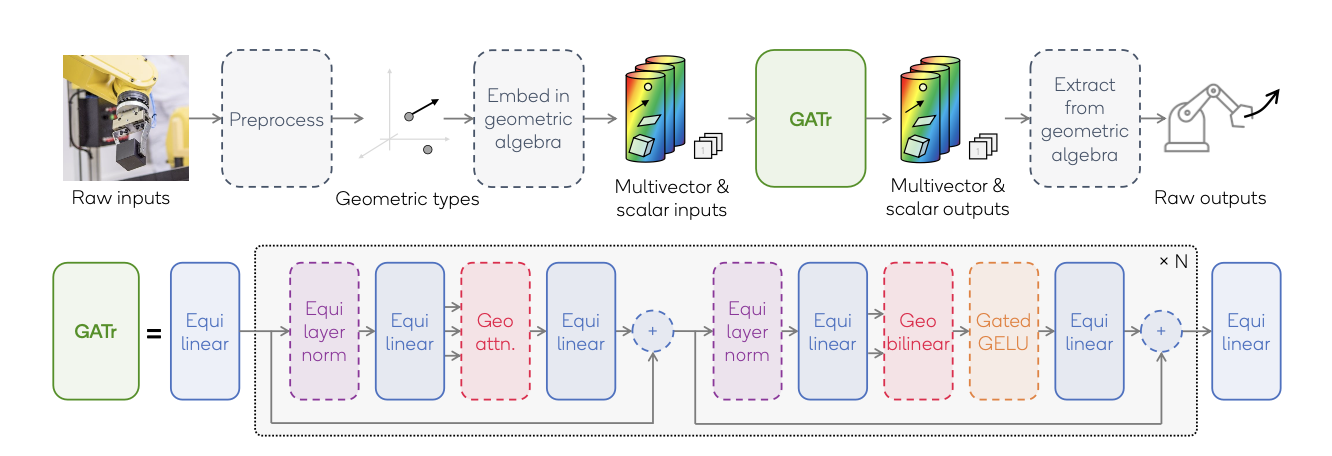 Preprocess
Embed in
geometric
algebra
GATr
Extract
from
geometric
algebra
1
1
Raw inputs
Geometric types
Multivector &
scalar inputs
Multivector &
scalar outputs
Raw outputs
× N
GATr
=
Equi
linear
Equi
layer
norm
Equi
linear
Geo
attn.
Equi
linear
+
Equi
layer
norm
Equi
linear
Geo
bilinear
Gated
GELU
Equi
linear
+
Equi
linear